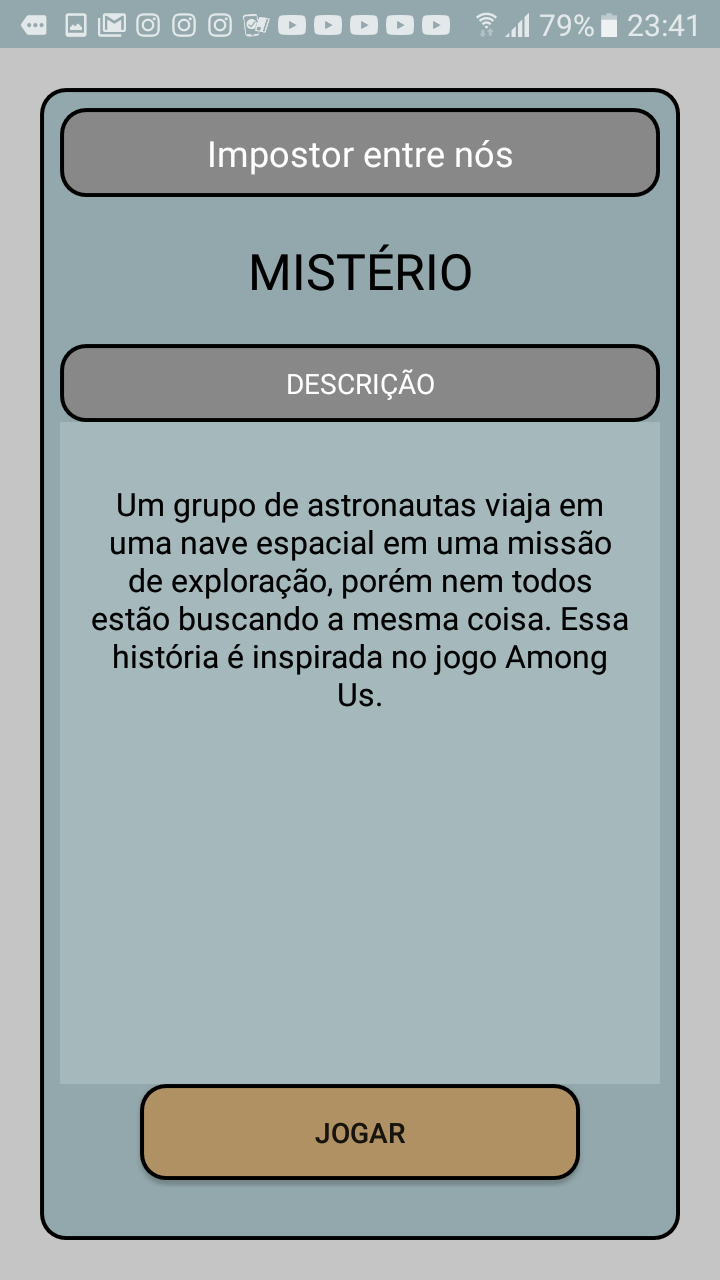 79% 23:41
Impostor entre nós
MISTÉRIO
DESCRIÇÃO
Um grupo de astronautas viaja em
uma nave espacial em uma missão
de exploração, porém nem todos
estão buscando a mesma coisa. Essa
história é inspirada no jogo Among
Us.
JOGAR